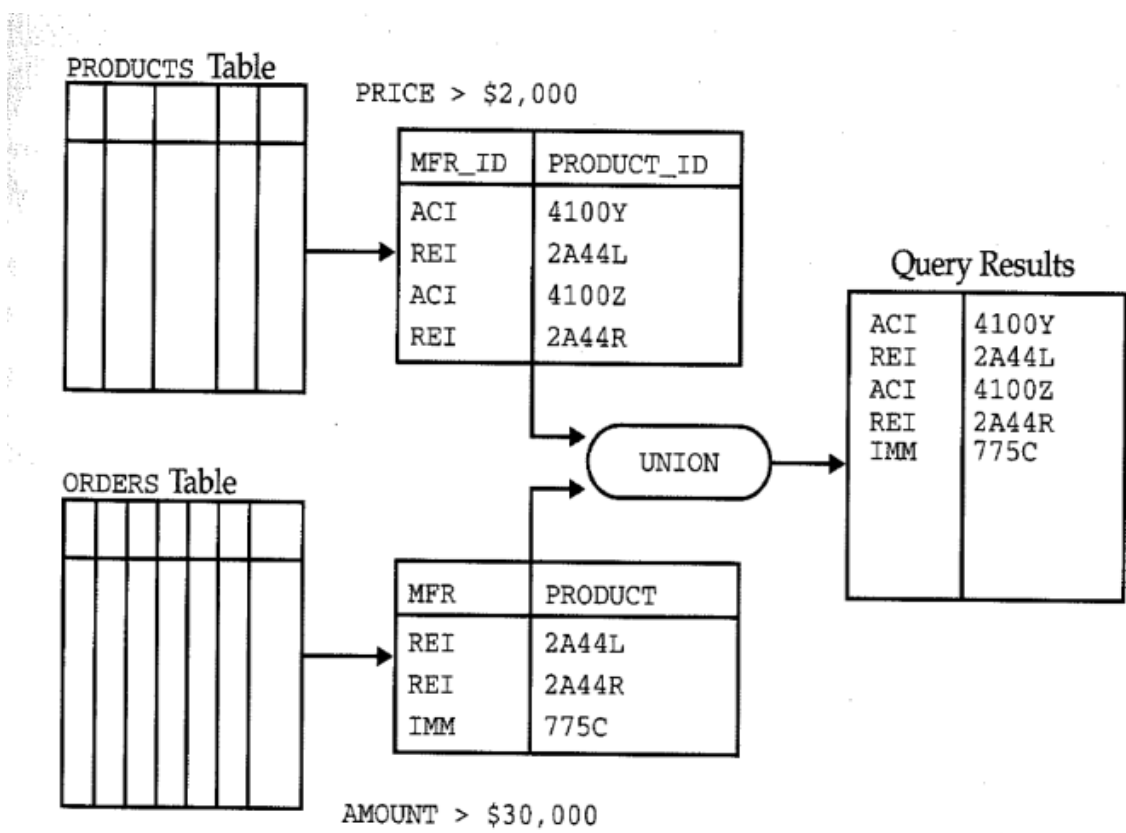 PRODUCTS Table
PRICE > $2,000
MFR_ID PRODUCT_ID
ACI 4100Y
REI 2A44L
ACI 4100Z
REI 2A44R
ORDERS Table
MFR PRODUCT
REI 2A44L
REI 2A44R
IMM 775C
AMOUNT > $30,000
UNION
Query Results
ACI 4100Y
REI 2A44L
ACI 4100Z
REI 2A44R
IMM 775C